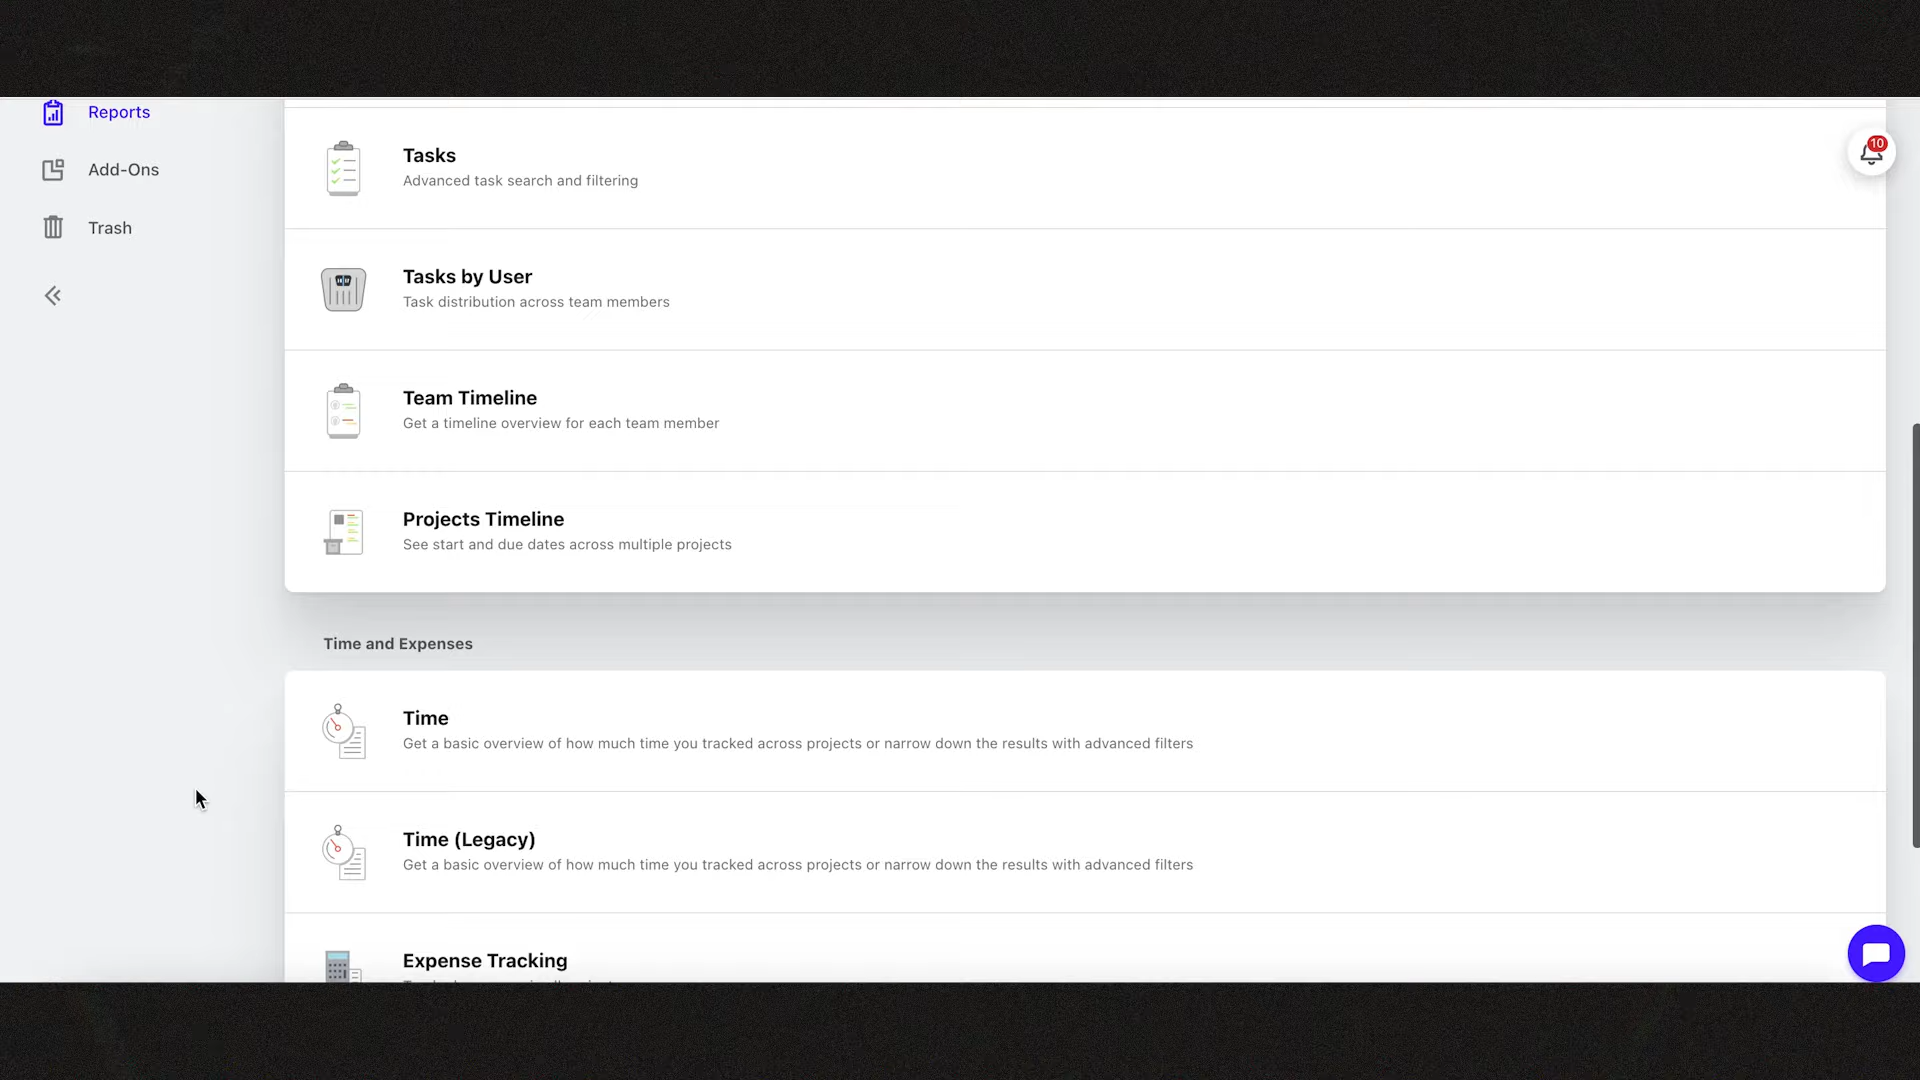 Reports
Add-Ons
Trash
10
Tasks
Advanced task search and filtering
Tasks by User
Task distribution across team members
Team Timeline
Get a timeline overview for each team member
Projects Timeline
See start and due dates across multiple projects
Time and Expenses
Time
Get a basic overview of how much time you tracked across projects or narrow down the results with advanced filters
Time (Legacy)
Get a basic overview of how much time you tracked across projects or narrow down the results with advanced filters
Expense Tracking